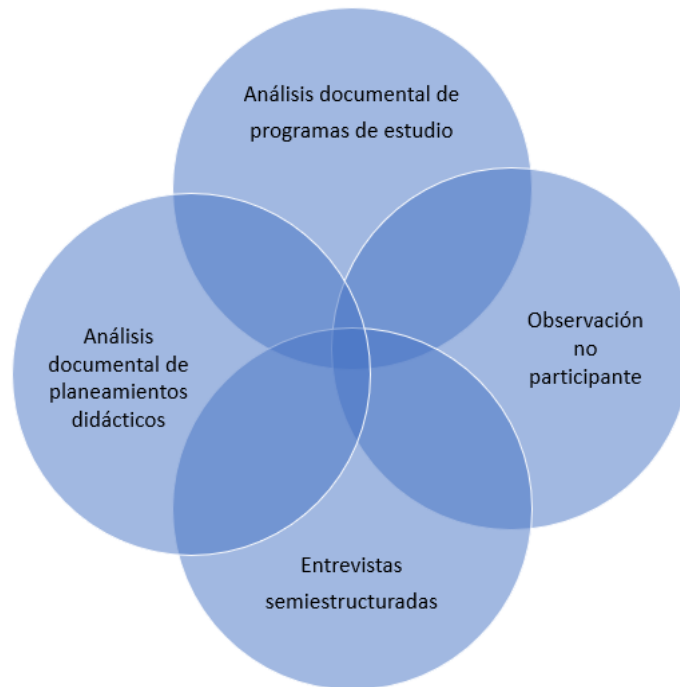 Análisis documental de
programas de estudio
Análisis
documental de
planeamientos
didácticos
Observación
no
participante
Entrevistas
semiestructuradas